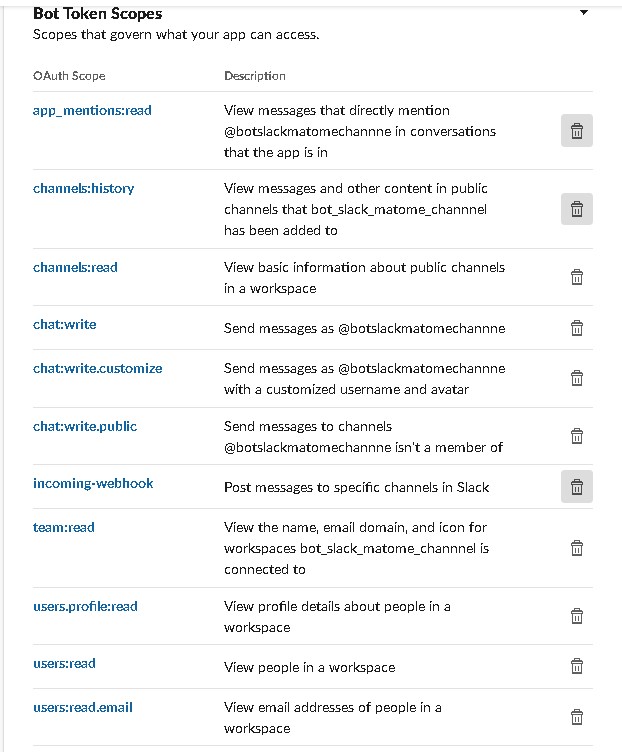 Bot Token Scopes
Scopes that govern what your app can access.
OAuth Scope
Description
app_mentions:read
View messages that directly mention
@botslackmatomechannne in conversations
that the app is in
channels:history
View messages and other content in public
channels that bot_slack_matome_channnel
has been added to
channels:read
View basic information about public channels
in a workspace
chat:write
Send messages as @botslackmatomechannne
chat:write.customize
Send messages as @botslackmatomechannne
with a customized username and avatar
chat:write.public
Send messages to channels
@botslackmatomechannne isn't a member of
incoming-webhook
Post messages to specific channels in Slack
team:read
View the name, email domain, and icon for
workspaces bot_slack_matome_channnel is
connected to
users.profile:read
View profile details about people in a
workspace
users:read
View people in a workspace
users:read.email
View email addresses of people in a
workspace